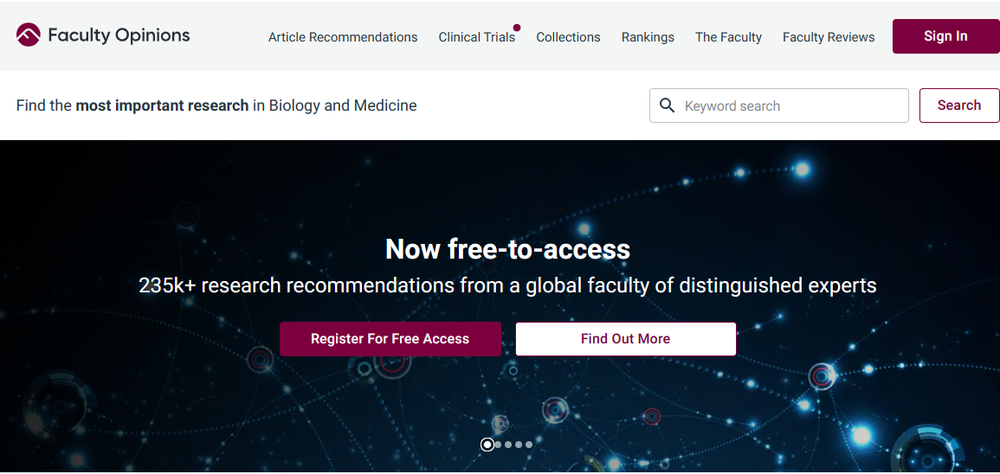 Faculty Opinions
Article Recommendations
Clinical Trials
Collections
Rankings
The Faculty
Faculty Reviews
Sign In
Find the most important research in Biology and Medicine
Keyword search
Search
Now free-to-access
235k+ research recommendations from a global faculty of distinguished experts
Register For Free Access
Find Out More